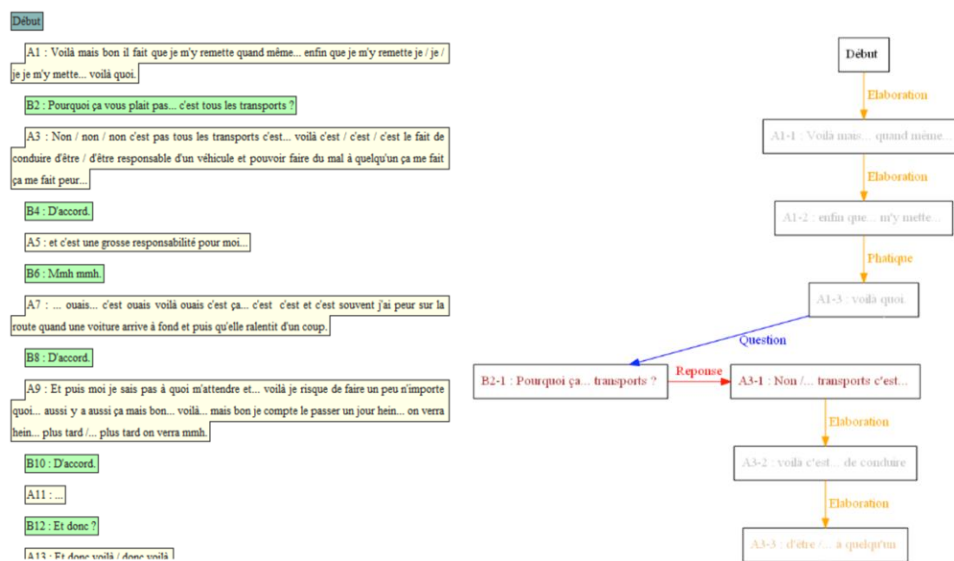 Début
A1 : Voilà mais bon il fait que je m'y remette quand même... enfin que je m'y remette je / je /
je je m'y mette... voilà quoi.
B2 : Pourquoi ça vous plait pas... c'est tous les transports ?
A3 : Non / non / non c'est pas tous les transports c'est... voilà c'est / c'est / c'est le fait de
conduire d'être / d'être responsable d'un véhicule et pouvoir faire du mal à quelqu'un ça me fait
ça me fait peur...
B4 : D'accord.
A5 : et c'est une grosse responsabilité pour moi...
B6 : Mmh mmh.
A7 : ... ouais... c'est ouais voilà ouais c'est ça... c'est c'est et c'est souvent j'ai peur sur la
route quand une voiture arrive à fond et puis qu'elle ralentit d'un coup.
B8 : D'accord.
A9 : Et puis moi je sais pas à quoi m'attendre et... voilà je risque de faire un peu n'importe
quoi... aussi y a aussi ça mais bon... voilà... mais bon je compte le passer un jour hein... on verra
hein... plus tard /... plus tard on verra mmh.
B10 : D'accord.
A11 : ...
B12 : Et donc ?
A13 : Et donc voilà / donc voilà
Début
Elaboration
A1-1 : Voilà mais... quand même...
Elaboration
A1-2 : enfin que... m'y mette...
Phatique
A1-3 : voilà quoi.
Question
B2-1 : Pourquoi ça... transports ?
Reponse
A3-1 : Non /... transports c'est...
Elaboration
A3-2 : voilà c'est... de conduire
Elaboration
A3-3 : d'être /... a quelqu'un